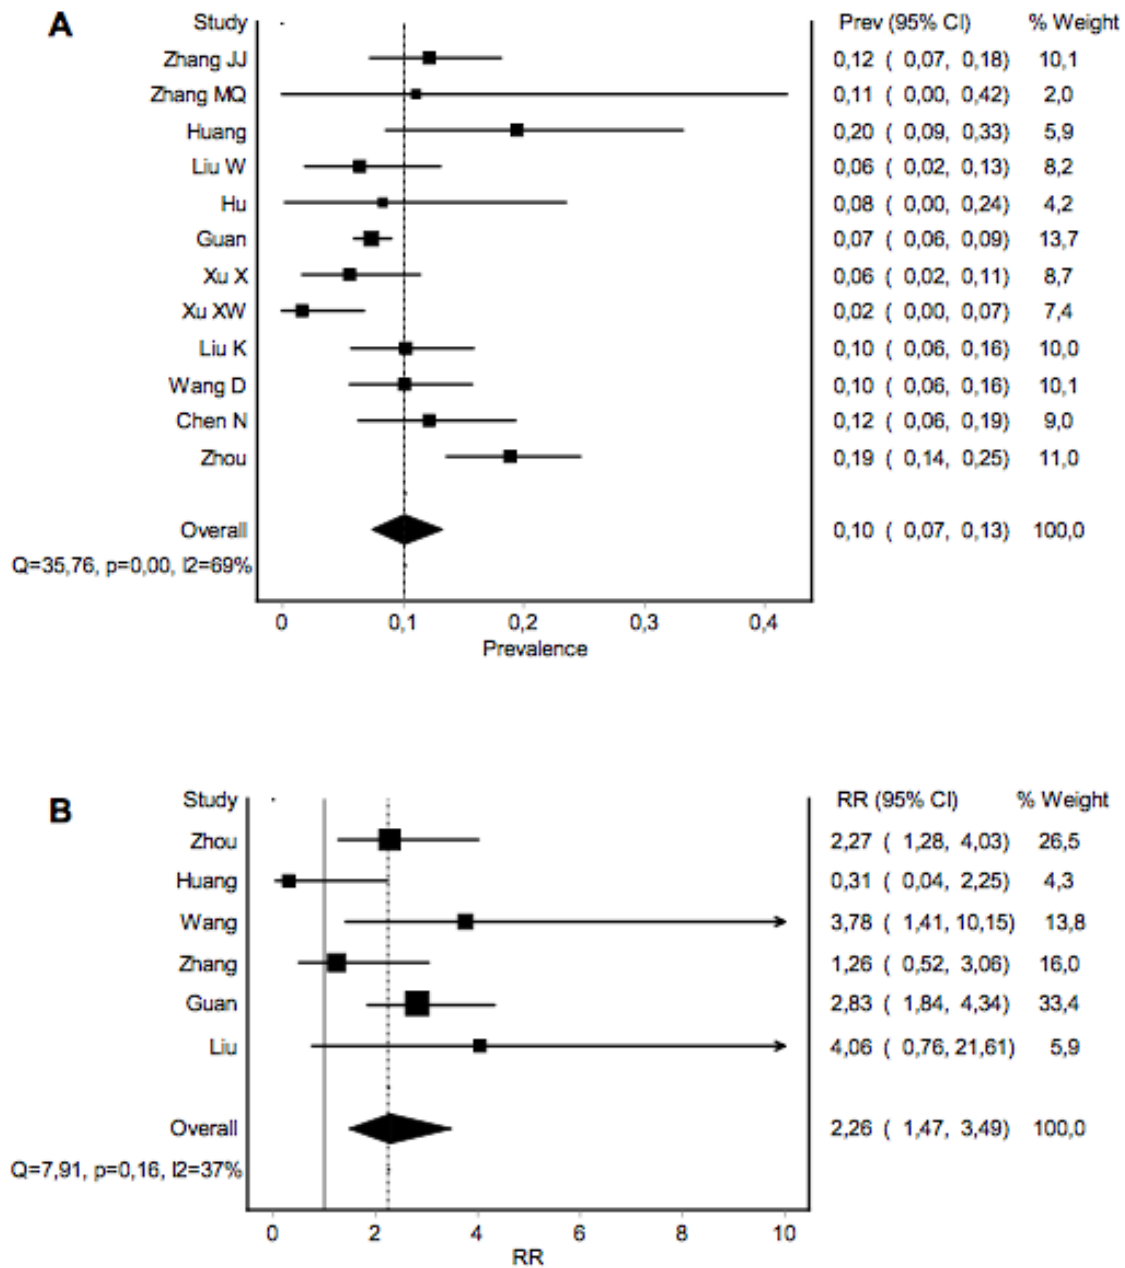 A
Study Prev (95% CI) % Weight
Zhang JJ 0,12 ( 0,07, 0,18) 10,1
Zhang MQ 0,11 ( 0,00, 0,42) 2,0
Huang 0,20 ( 0,09, 0,33) 5,9
Liu W 0,06 ( 0,02, 0,13) 8,2
Hu 0,08 ( 0,00, 0,24) 4,2
Guan 0,07 ( 0,06, 0,09) 13,7
Xu X 0,06 ( 0,02, 0,11) 8,7
Xu XW 0,02 ( 0,00, 0,07) 7,4
Liu K 0,10 ( 0,06, 0,16) 10,0
Wang D 0,10 ( 0,06, 0,16) 10,1
Chen N 0,12 ( 0,06, 0,19) 9,0
Zhou 0,19 ( 0,14, 0,25) 11,0
Overall 0,10 ( 0,07, 0,13) 100,0
Q=35,76, p=0,00, I2=69%
0 0,1 0,2 0,3 0,4
Prevalence
B
Study RR (95% CI) % Weight
Zhou 2,27 ( 1,28, 4,03) 26,5
Huang 0,31 ( 0,04, 2,25) 4,3
Wang 3,78 ( 1,41, 10,15) 13,8
Zhang 1,26 ( 0,52, 3,06) 16,0
Guan 2,83 ( 1,84, 4,34) 33,4
Liu 4,06 ( 0,76, 21,61) 5,9
Overall 2,26 ( 1,47, 3,49) 100,0
Q=7,91, p=0,16, I2=37%
0 2 4 6 8 10
RR